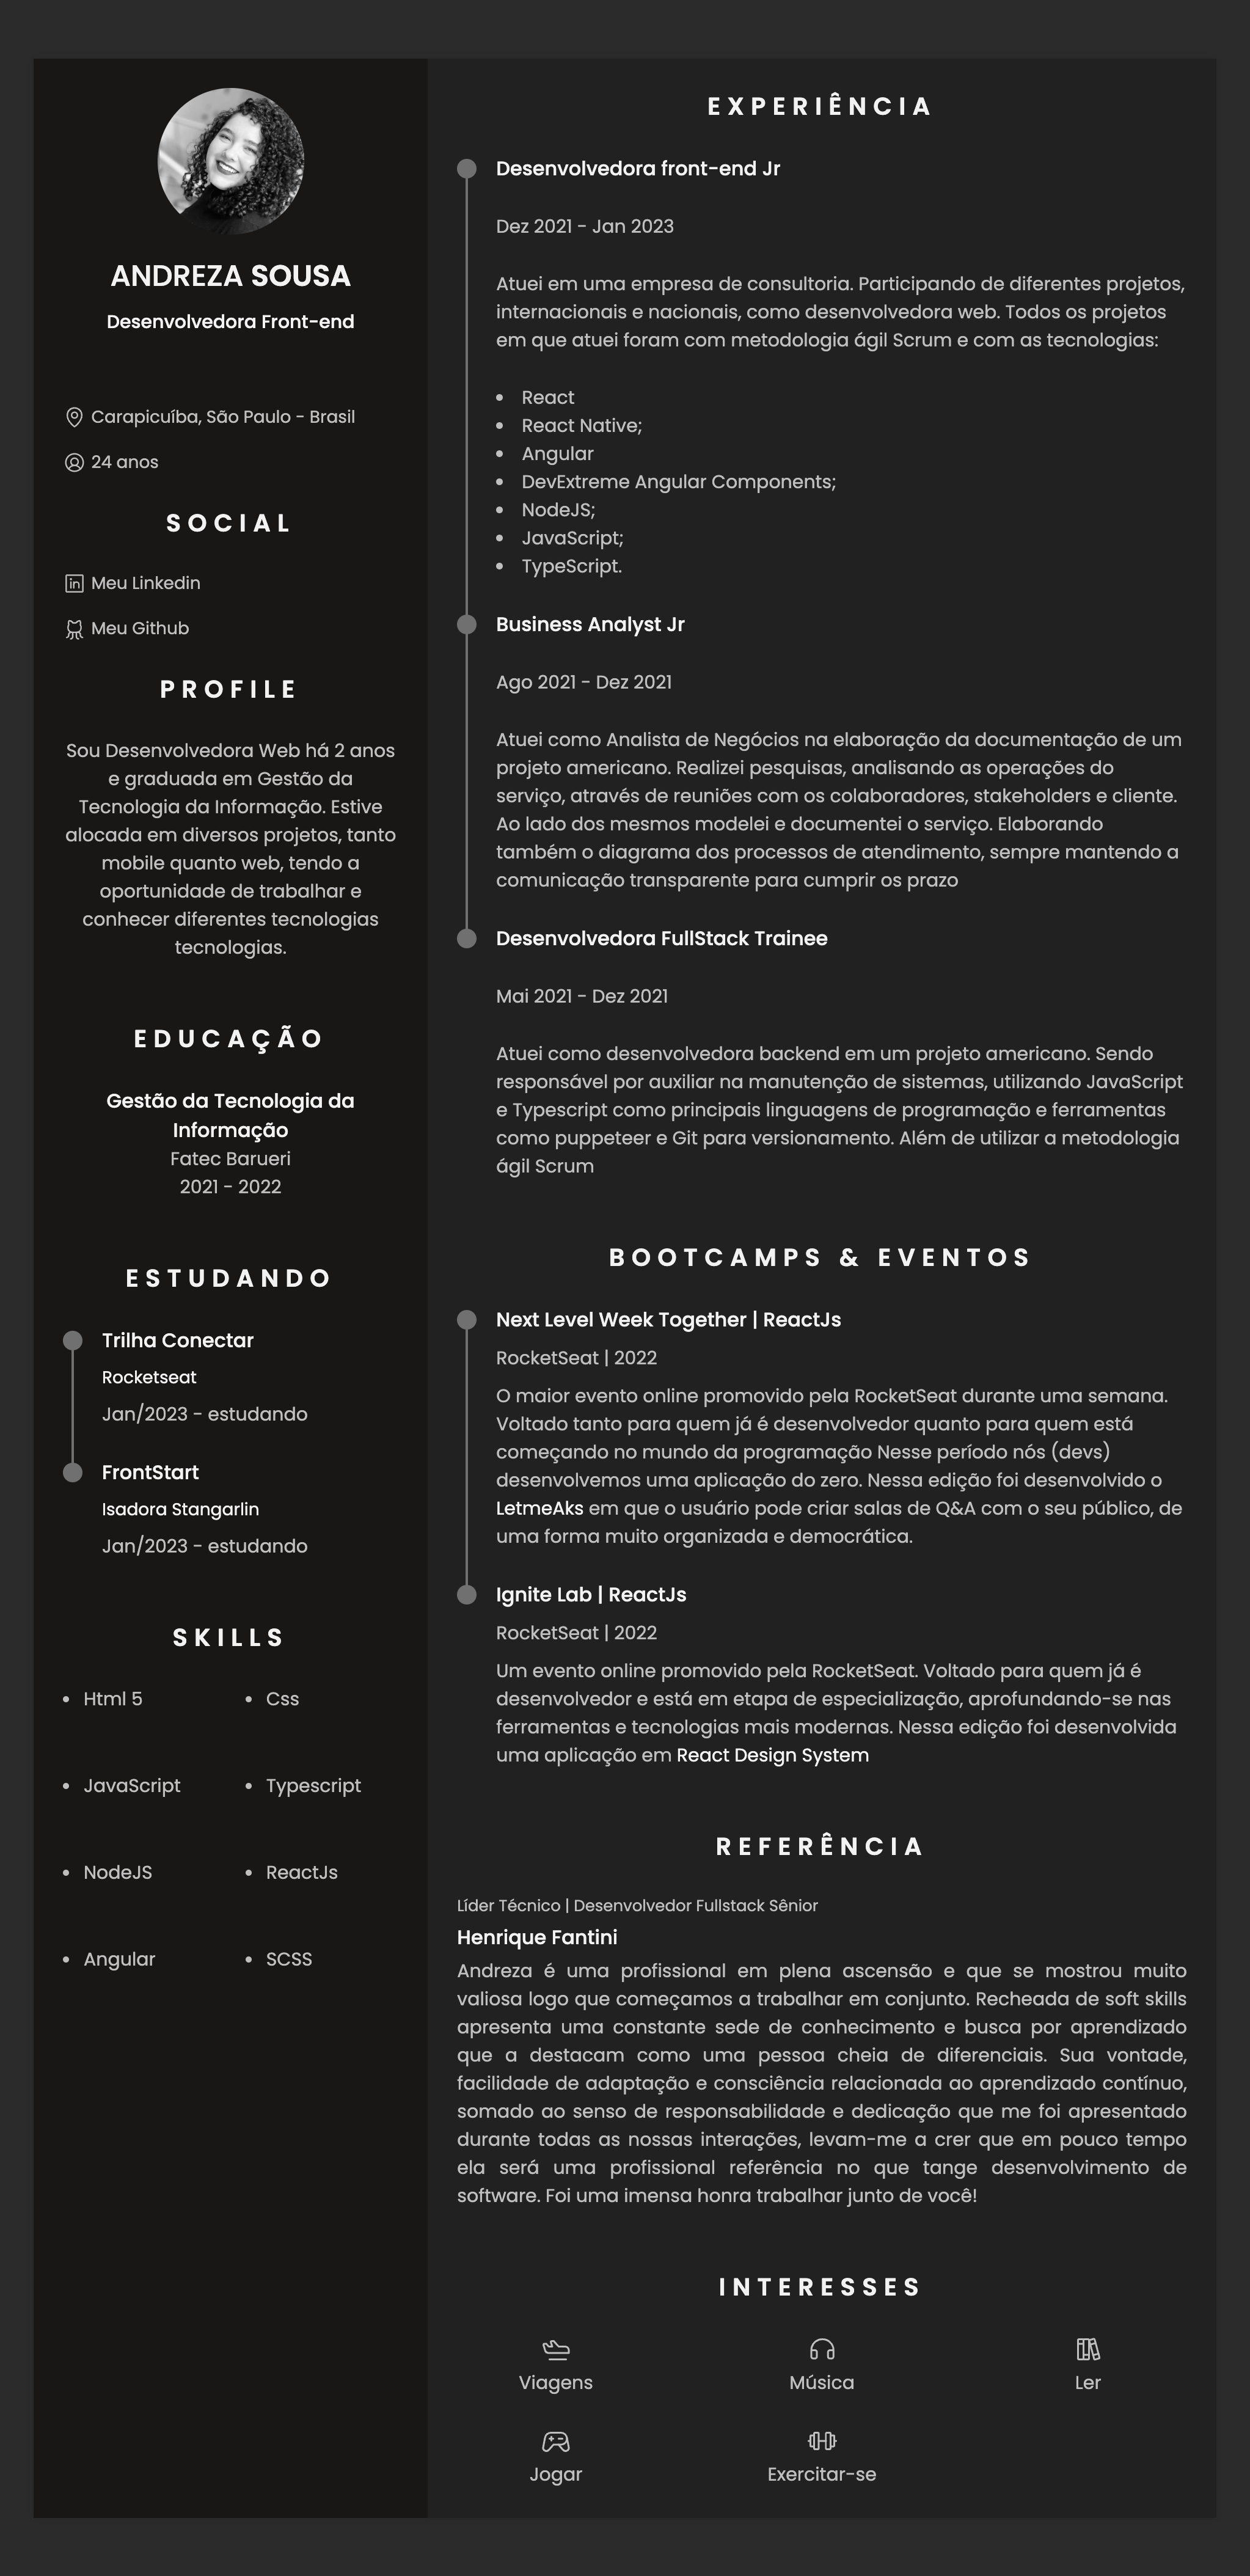 ANDREZA SOUSA
Desenvolvedora Front-end
Carapicuíba, São Paulo - Brasil
24 anos
SOCIAL
Meu Linkedin
Meu Github
PROFILE
Sou Desenvolvedora Web há 2 anos
e graduada em Gestão da
Tecnologia da Informação. Estive
alocada em diversos projetos, tanto
mobile quanto web, tendo a
oportunidade de trabalhar e
conhecer diferentes tecnologias
tecnologias.
EDUCAÇÃO
Gestão da Tecnologia da
Informação
Fatec Barueri
2021 - 2022
ESTUDANDO
Trilha Conectar
Rocketseat
Jan/2023 - estudando
FrontStart
Isadora Stangarlin
Jan/2023 - estudando
SKILLS
• Html 5 • Css
• JavaScript • Typescript
• NodeJS • ReactJs
• Angular • SCSS
EXPERIÊNCIA
Desenvolvedora front-end Jr
Dez 2021 - Jan 2023
Atuei em uma empresa de consultoria. Participando de diferentes projetos,
internacionais e nacionais, como desenvolvedora web. Todos os projetos
em que atuei foram com metodologia ágil Scrum e com as tecnologias:
• React
• React Native;
• Angular
• DevExtreme Angular Components;
• NodeJS;
• JavaScript;
• TypeScript.
Business Analyst Jr
Ago 2021 - Dez 2021
Atuei como Analista de Negócios na elaboração da documentação de um
projeto americano. Realizei pesquisas, analisando as operações do
serviço, através de reuniões com os colaboradores, stakeholders e cliente.
Ao lado dos mesmos modelei e documentei o serviço. Elaborando
também o diagrama dos processos de atendimento, sempre mantendo a
comunicação transparente para cumprir os prazo
Desenvolvedora FullStack Trainee
Mai 2021 - Dez 2021
Atuei como desenvolvedora backend em um projeto americano. Sendo
responsável por auxiliar na manutenção de sistemas, utilizando JavaScript
e Typescript como principais linguagens de programação e ferramentas
como puppeteer e Git para versionamento. Além de utilizar a metodologia
ágil Scrum
BOOTCAMPS & EVENTOS
Next Level Week Together | ReactJs
RocketSeat | 2022
O maior evento online promovido pela RocketSeat durante uma semana.
Voltado tanto para quem já é desenvolvedor quanto para quem está
começando no mundo da programação Nesse período nós (devs)
desenvolvemos uma aplicação do zero. Nessa edição foi desenvolvido o
LetmeAks em que o usuário pode criar salas de Q&A com o seu público, de
uma forma muito organizada e democrática.
Ignite Lab | ReactJs
RocketSeat | 2022
Um evento online promovido pela RocketSeat. Voltado para quem já é
desenvolvedor e está em etapa de especialização, aprofundando-se nas
ferramentas e tecnologias mais modernas. Nessa edição foi desenvolvida
uma aplicação em React Design System
REFERÊNCIA
Líder Técnico | Desenvolvedor Fullstack Sênior
Henrique Fantini
Andreza é uma profissional em plena ascensão e que se mostrou muito
valiosa logo que começamos a trabalhar em conjunto. Recheada de soft skills
apresenta uma constante sede de conhecimento e busca por aprendizado
que a destacam como uma pessoa cheia de diferenciais. Sua vontade,
facilidade de adaptação e consciência relacionada ao aprendizado contínuo,
somado ao senso de responsabilidade e dedicação que me foi apresentado
durante todas as nossas interações, levam-me a crer que em pouco tempo
ela será uma profissional referência no que tange desenvolvimento de
software. Foi uma imensa honra trabalhar junto de você!
INTERESSES
Viagens Música Ler
Jogar Exercitar-se